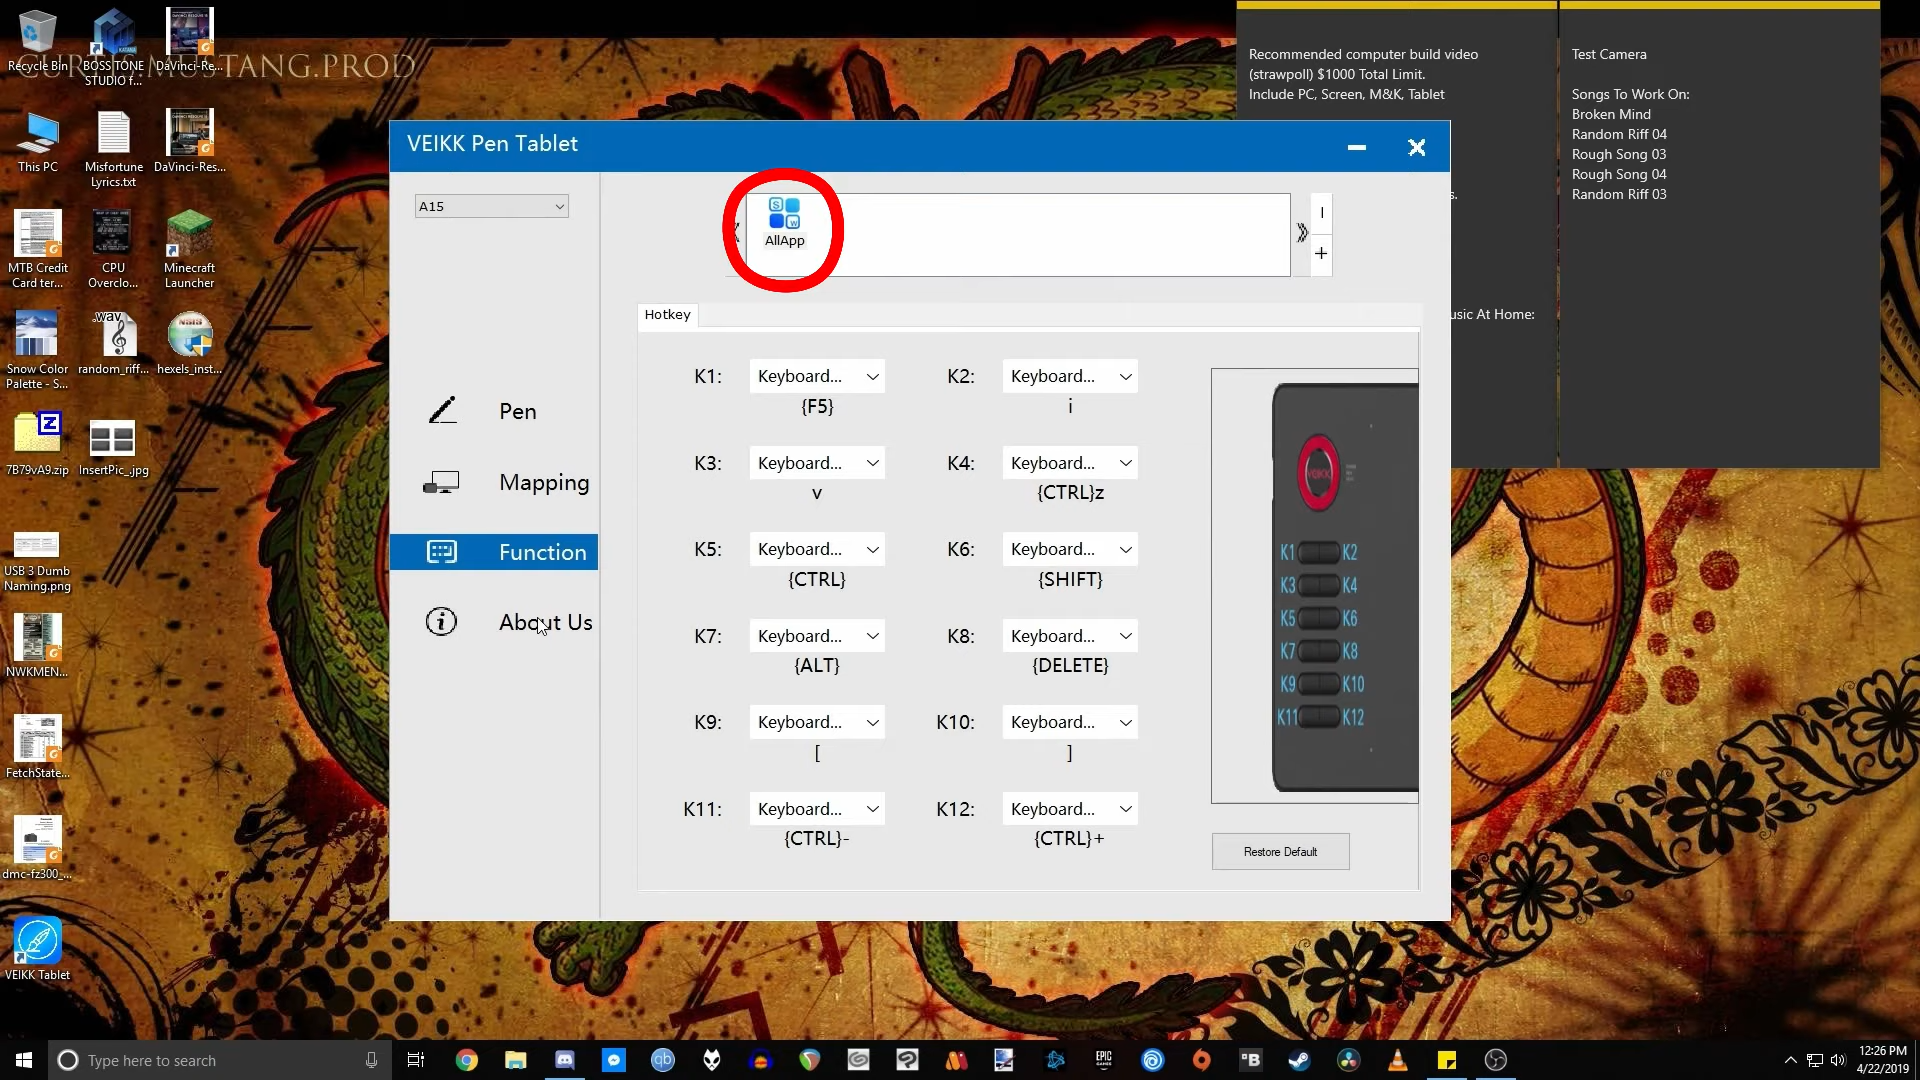 Recycle Bin
BOSS TONE
STUDIO f...
DaVinci-Re...
This PC
Misfortune
Lyrics.txt
DaVinci-Res...
MTB Credit
Card ter...
CPU
Overclo...
Minecraft
Launcher
.wav
Snow Color
Palette - S...
random_riff...
hexels_inst...
7B79vA9.zip
InsertPic_.jpg
USB 3 Dumb
Naming.png
NWKMEN...
FetchState...
dmc-fz300_...
VEIKK Tablet
VEIKK Pen Tablet
A15
AllApp
Pen
Mapping
Function
About Us
Hotkey
K1: Keyboard... K2: Keyboard...
{F5} i
K3: Keyboard... K4: Keyboard...
v {CTRL}z
K5: Keyboard... K6: Keyboard...
{CTRL} {SHIFT}
K7: Keyboard... K8: Keyboard...
{ALT} {DELETE}
K9: Keyboard... K10: Keyboard...
[ ]
K11: Keyboard... K12: Keyboard...
{CTRL}- {CTRL}+
VEIKK
K1 K2
K3 K4
K5 K6
K7 K8
K9 K10
K11 K12
Restore Default
Recommended computer build video
(strawpoll) $1000 Total Limit.
Include PC, Screen, M&K, Tablet
s.
usic At Home:
Test Camera
Songs To Work On:
Broken Mind
Random Riff 04
Rough Song 03
Rough Song 04
Random Riff 03
Type here to search
EPIC
GAMES
12:26 PM
4/22/2019